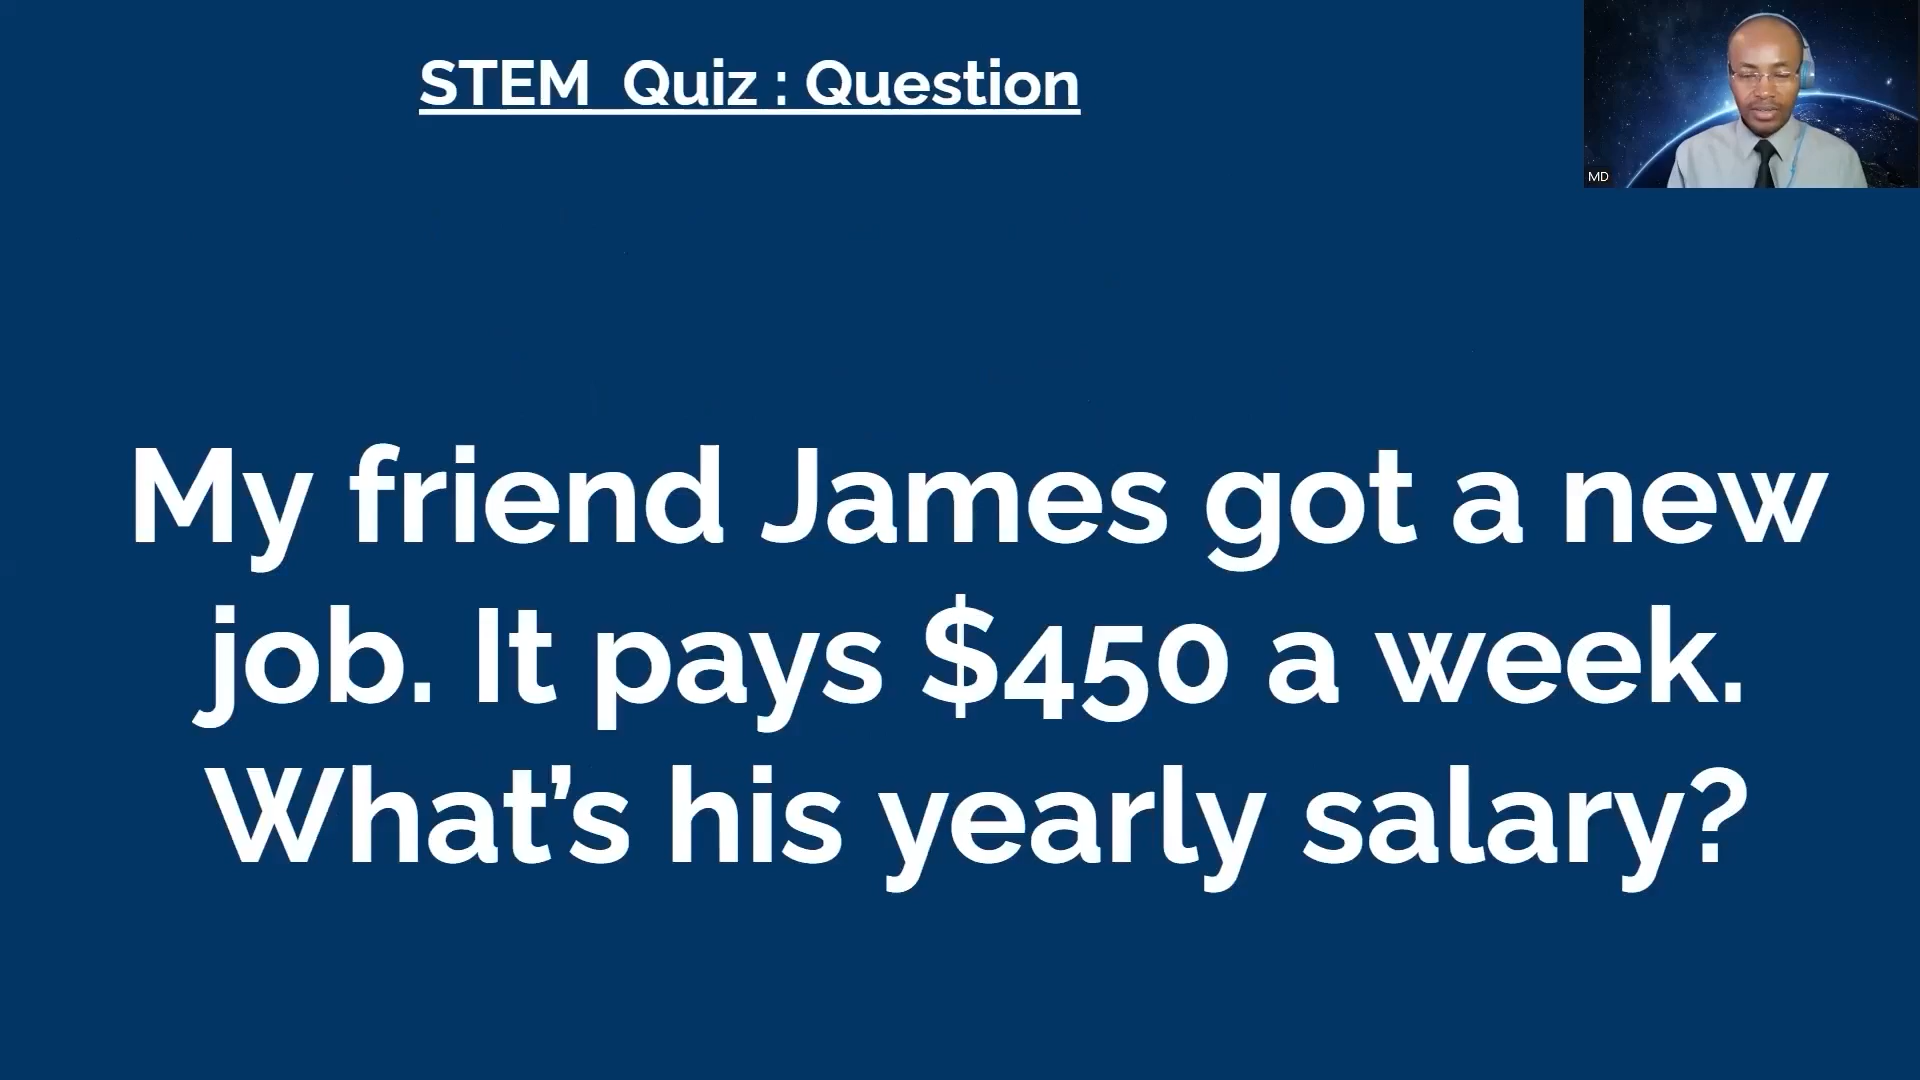 STEM Quiz : Question
MD
My friend James got a new
job. It pays $450 a week.
What’s his yearly salary?